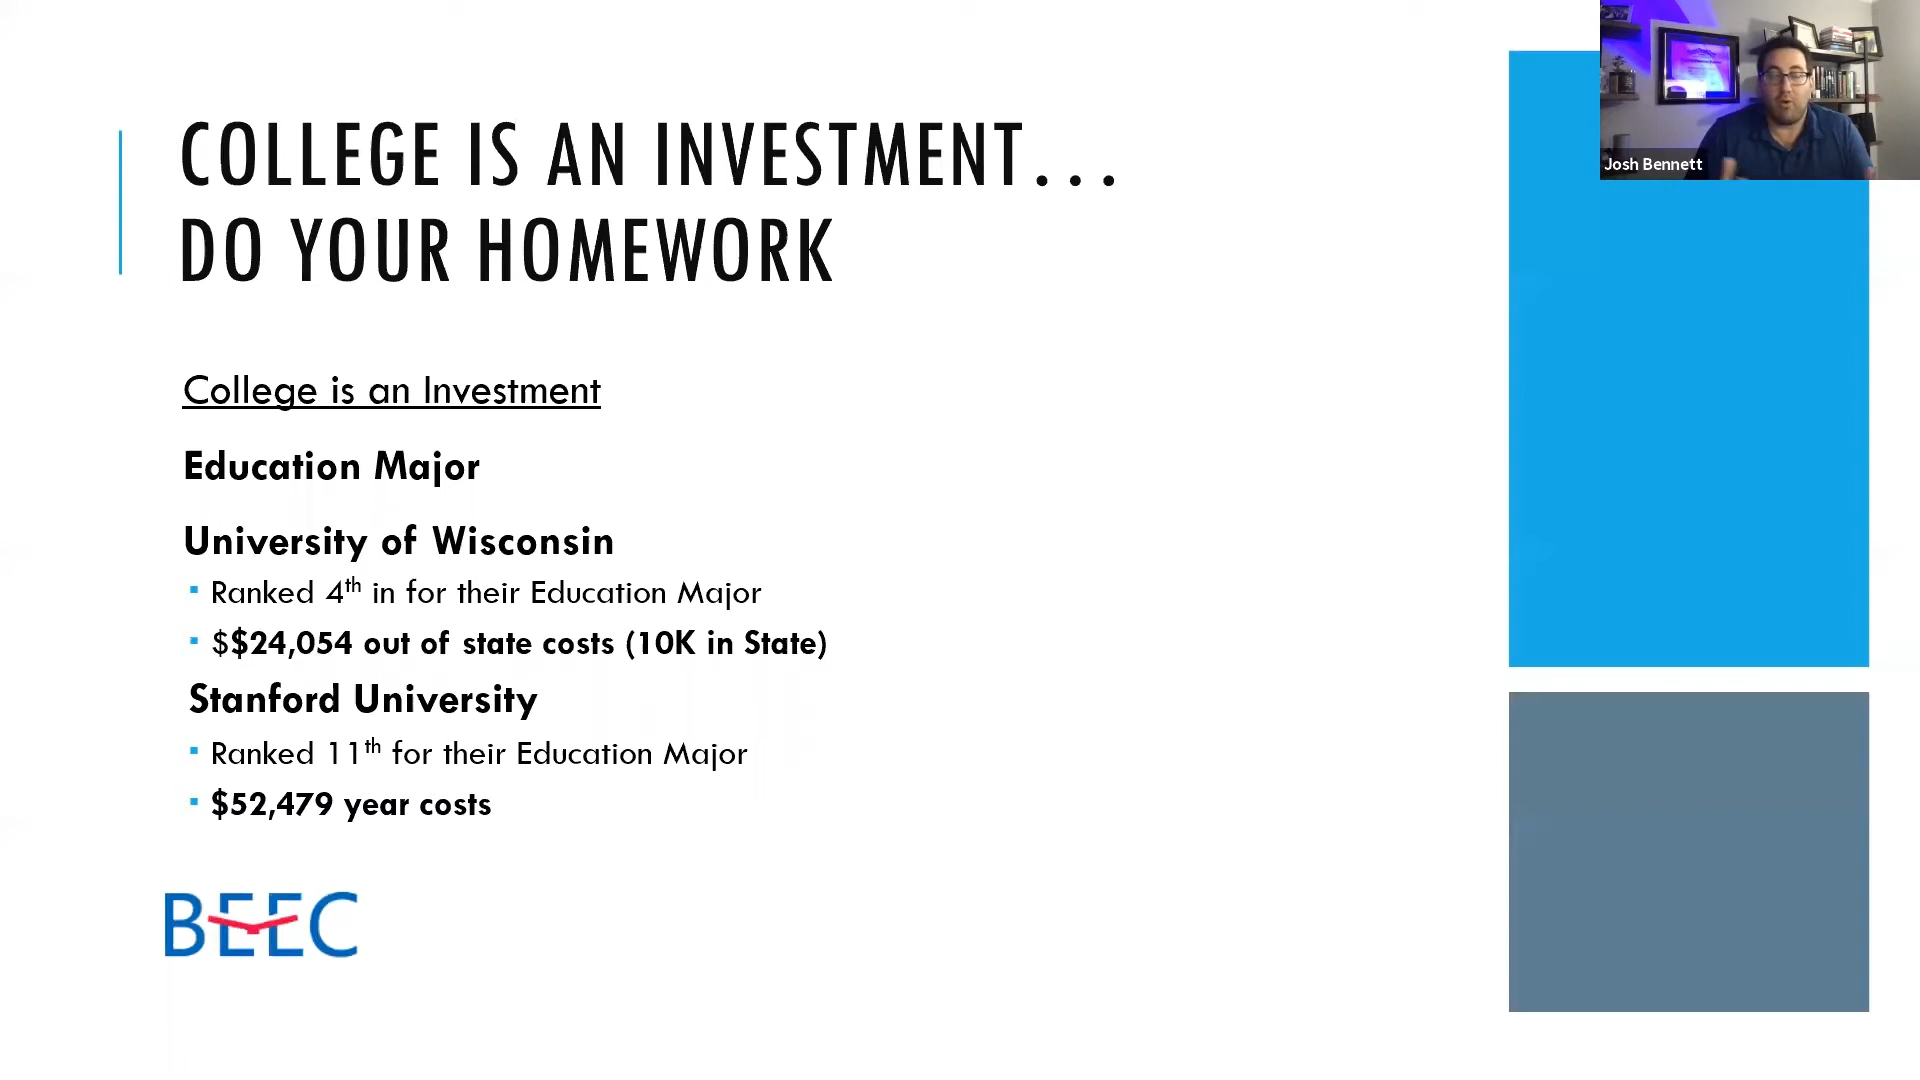 COLLEGE IS AN INVESTMENT...
DO YOUR HOMEWORK
College is an Investment
Education Major
University of Wisconsin
Ranked 4th in for their Education Major
$$24,054 out of state costs (10K in State)
Stanford University
Ranked 11th for their Education Major
$52,479 year costs
BEEC
Josh Bennett